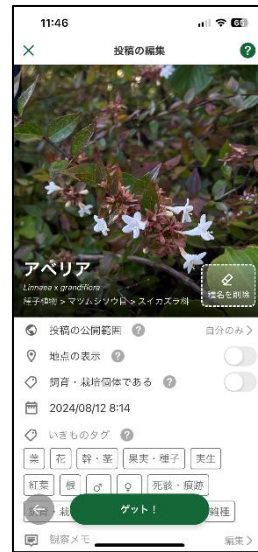 11:46
投稿の編集
アベリア
Linnaea x grandiflora
種子植物 > マツムシソウ目 > スイカズラ科
種名を削除
投稿の公開範囲 ?
自分のみ >
地点の表示 ?
飼育・栽培個体である ?
2024/08/12 8:14
いきものタグ ?
葉 花 幹・茎 果実・種子 実生
紅葉 根 ♂ ♀ 死骸・痕跡
ゲット!
雑種
観察メモ
編集 >